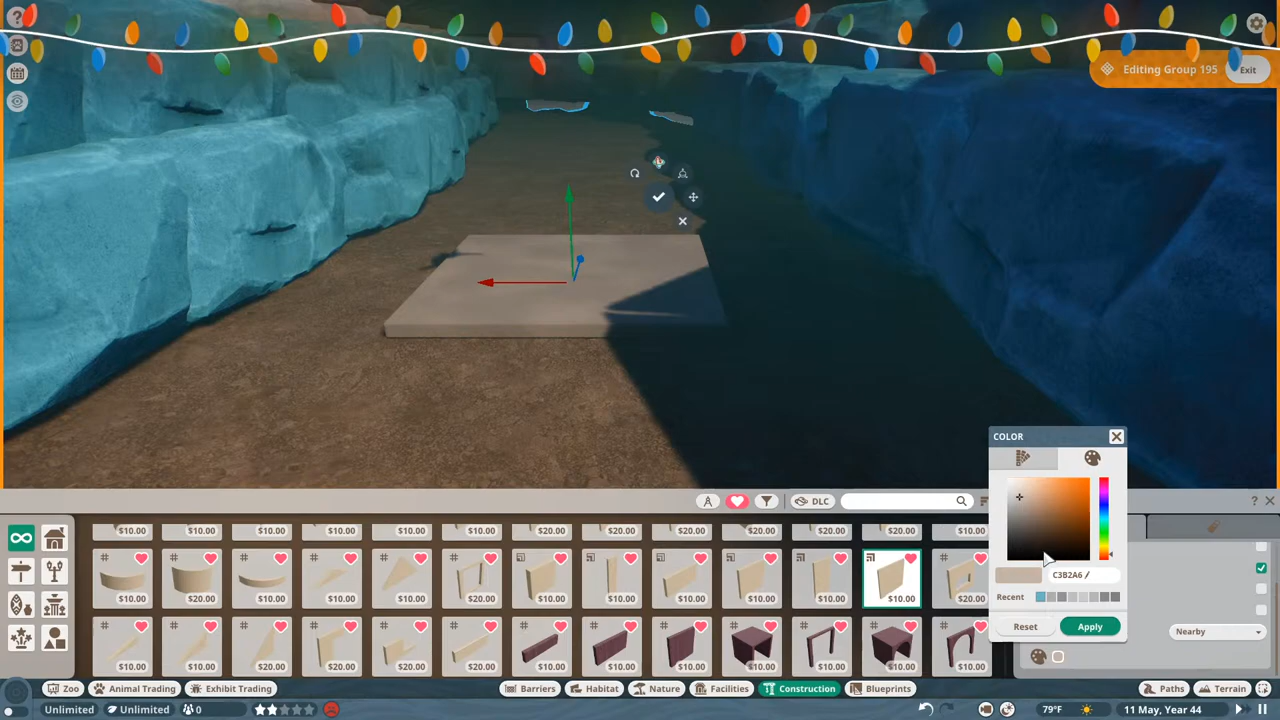 ?
Editing Group 195
Exit
COLOR
DLC
?
$10.00 $10.00 $10.00 $10.00 $10.00 $10.00 $20.00 $20.00 $20.00 $20.00 $20.00 $20.00
$10.00 $20.00 $10.00 $10.00 $10.00 $10.00 $10.00 $10.00 $10.00 $10.00 $10.00 $10.00 $20.00
C3B2A6
Recent
Reset
Apply
Nearby
$10.00 $20.00 $20.00 $20.00 $20.00 $10.00 $10.00 $10.00 $10.00 $20.00 $10.00 $20.00 $10.00
Zoo
Animal Trading
Exhibit Trading
Barriers
Habitat
Nature
Facilities
Construction
Blueprints
Paths
Terrain
Unlimited
Unlimited
0
79°F
11 May, Year 44